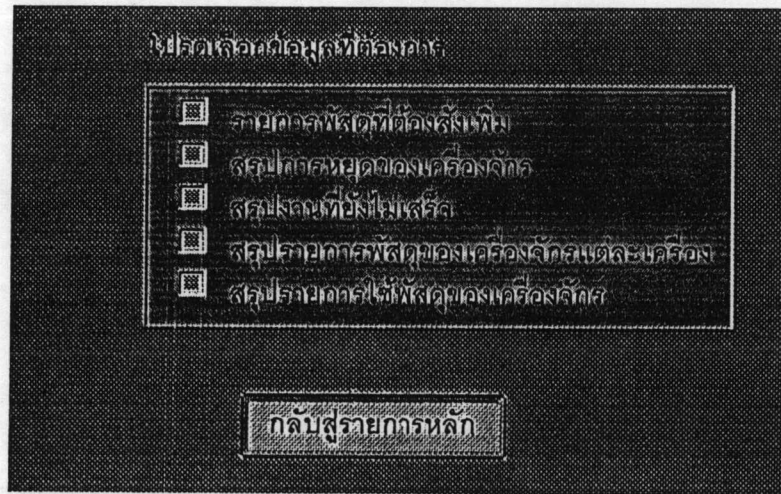 โปรดเลือกข้อมูลที่ต้องการ
รายการพัสดุที่ต้องสั่งเพิ่ม
สรุปการหยุดของเครื่องจักร
สรุปงานที่ยังไม่เสร็จ
สรุปรายการพัสดุของเครื่องจักรแต่ละเครื่อง
สรุปรายการใช้พัสดุของเครื่องจักร
กลับสู่รายการหลัก